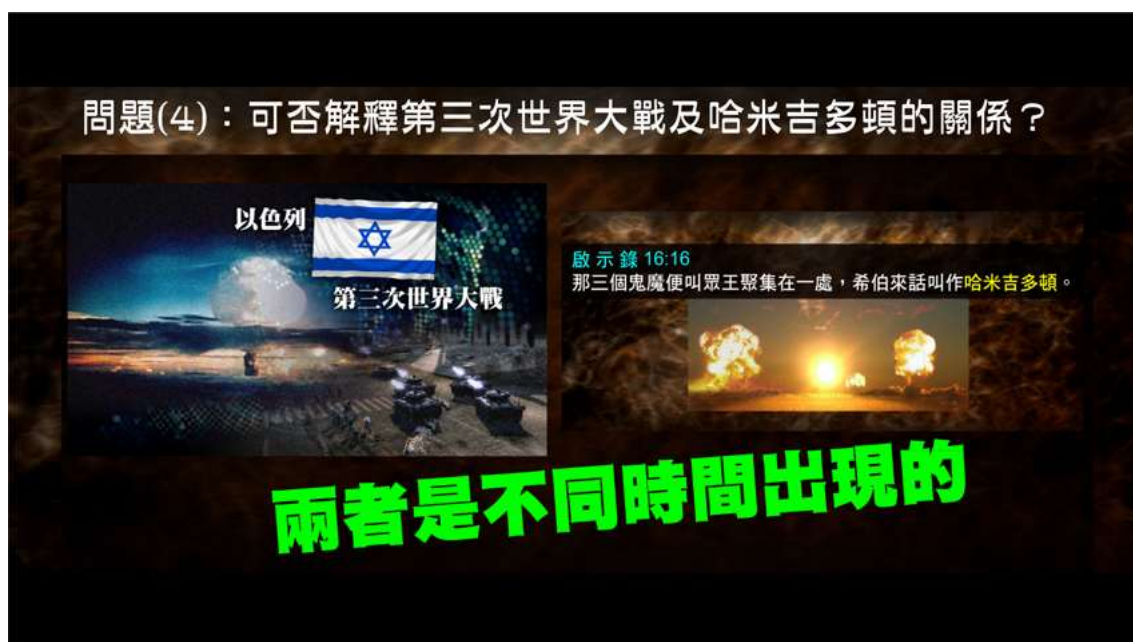 問題(4)：可否解釋第三次世界大戰及哈米吉多頓的關係？
以色列
第三次世界大戰
啟示錄 16:16
那三個鬼魔便叫眾王聚集在一處，希伯來話叫作哈米吉多頓。
兩者是不同時間出現的